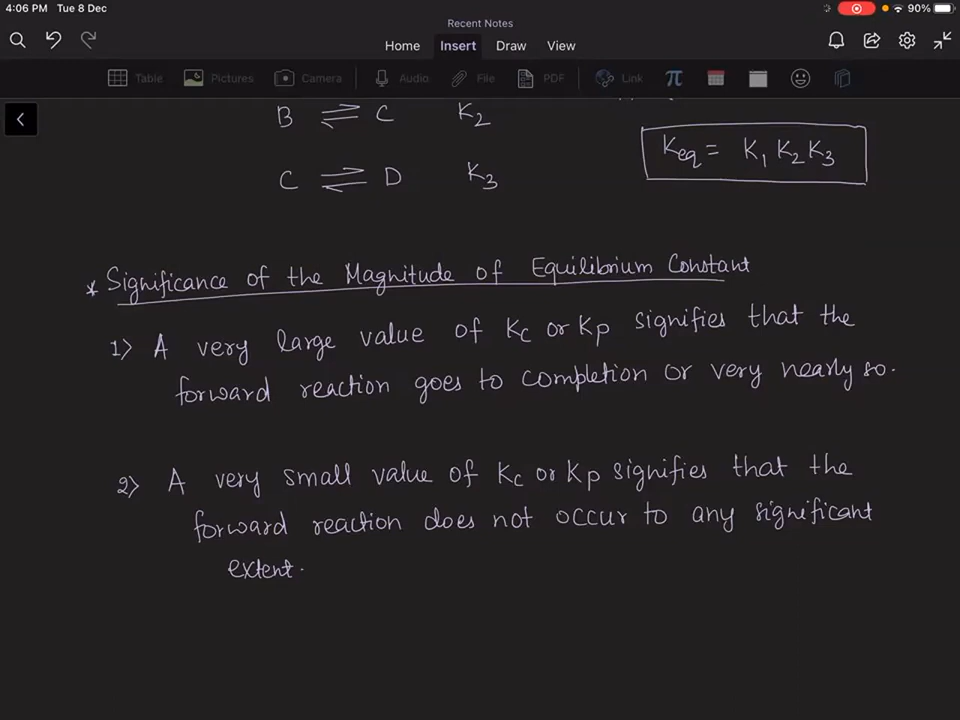 4:06 PM Tue 8 Dec
90%
Recent Notes
Home Insert Draw View
Table Pictures Camera Audio File PDF Link π
B ⇌ C K₂
Keq = K₁ K₂ K₃
C ⇌ D K₃
* Significance of the Magnitude of Equilibrium Constant
1> A very large value of Kc or Kp signifies that the
forward reaction goes to completion or very nearly so.
2> A very small value of Kc or Kp signifies that the
forward reaction does not occur to any significant
extent.